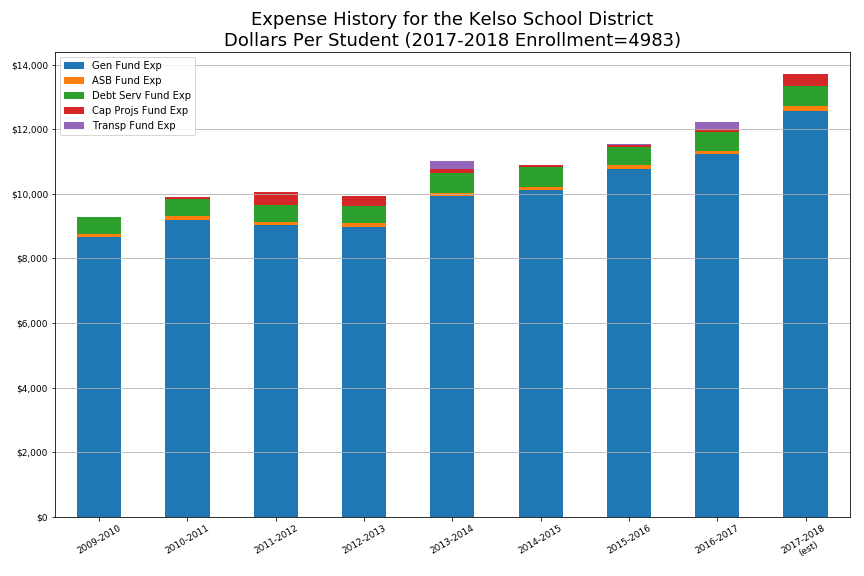 Expense History for the Kelso School District
Dollars Per Student (2017-2018 Enrollment=4983)
$14,000
$12,000
$10,000
$8,000
$6,000
$4,000
$2,000
$0
Gen Fund Exp
ASB Fund Exp
Debt Serv Fund Exp
Cap Projs Fund Exp
Transp Fund Exp
2009-2010
2010-2011
2011-2012
2012-2013
2013-2014
2014-2015
2015-2016
2016-2017
2017-2018
(est)